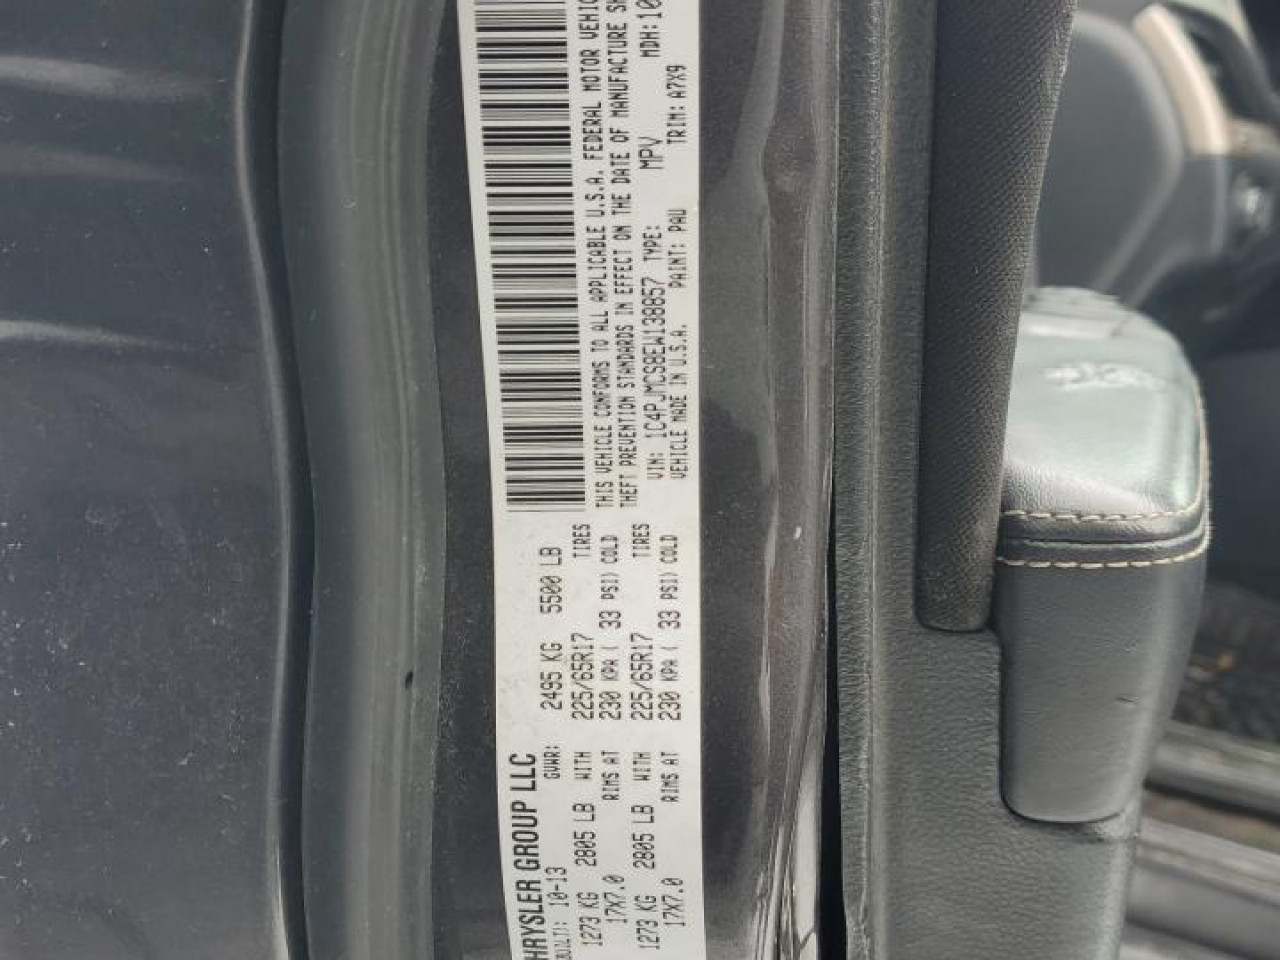 HRYSLER GROUP LLC
10-13 GVWR: 2495 KG 5500 LB
1273 KG 2805 LB WITH 225/65R17 TIRES
17X7.0 RIMS AT 230 KPA ( 33 PSI) COLD
1273 KG 2805 LB WITH 225/65R17 TIRES
17X7.0 RIMS AT 230 KPA ( 33 PSI) COLD
THIS VEHICLE CONFORMS TO ALL APPLICABLE U.S.A. FEDERAL MOTOR VEHIC
THEFT PREVENTION STANDARDS IN EFFECT ON THE DATE OF MANUFACTURE SH
VIN: 1C4PJMCS8EW138857 TYPE: MPV MDH: 10
VEHICLE MADE IN U.S.A. PAINT: PAU TRIM: A7X9